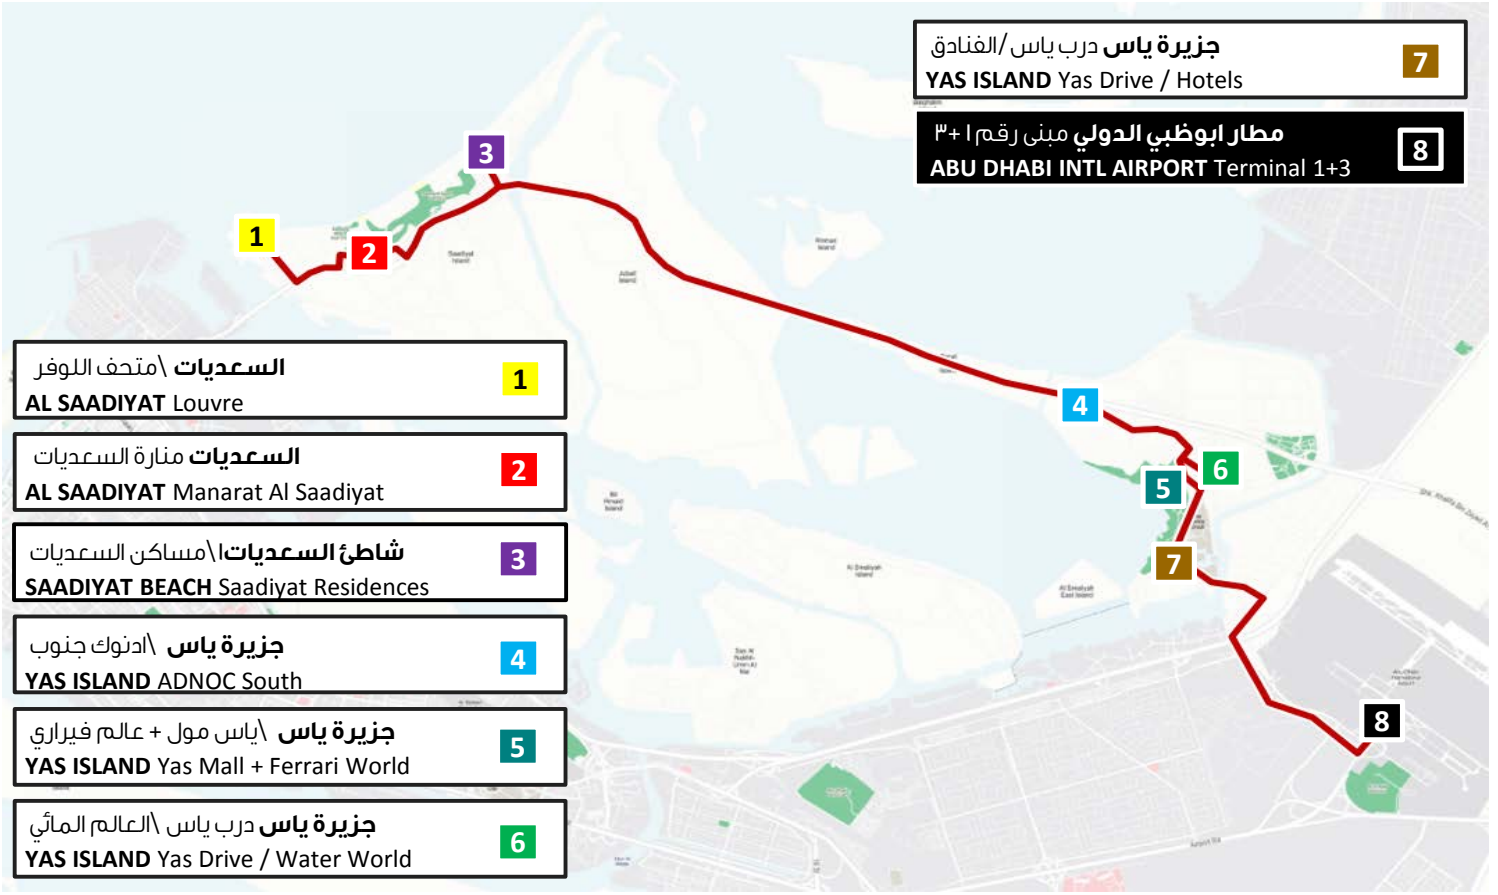 جزيرة ياس درب ياس/الفنادق
YAS ISLAND Yas Drive / Hotels
7
مطار ابوظبي الدولي مبنى رقم ١+٣
ABU DHABI INTL AIRPORT Terminal 1+3
8
3
1
2
Saadiyat
Island
4
6
5
7
8
السعديات \متحف اللوفر
AL SAADIYAT Louvre
1
السعديات منارة السعديات
AL SAADIYAT Manarat Al Saadiyat
2
شاطئ السعديات\ا مساكن السعديات
SAADIYAT BEACH Saadiyat Residences
3
جزيرة ياس \ادنوك جنوب
YAS ISLAND ADNOC South
4
جزيرة ياس \ياس مول + عالم فيراري
YAS ISLAND Yas Mall + Ferrari World
5
جزيرة ياس درب ياس \العالم المائي
YAS ISLAND Yas Drive / Water World
6
Airport Rd